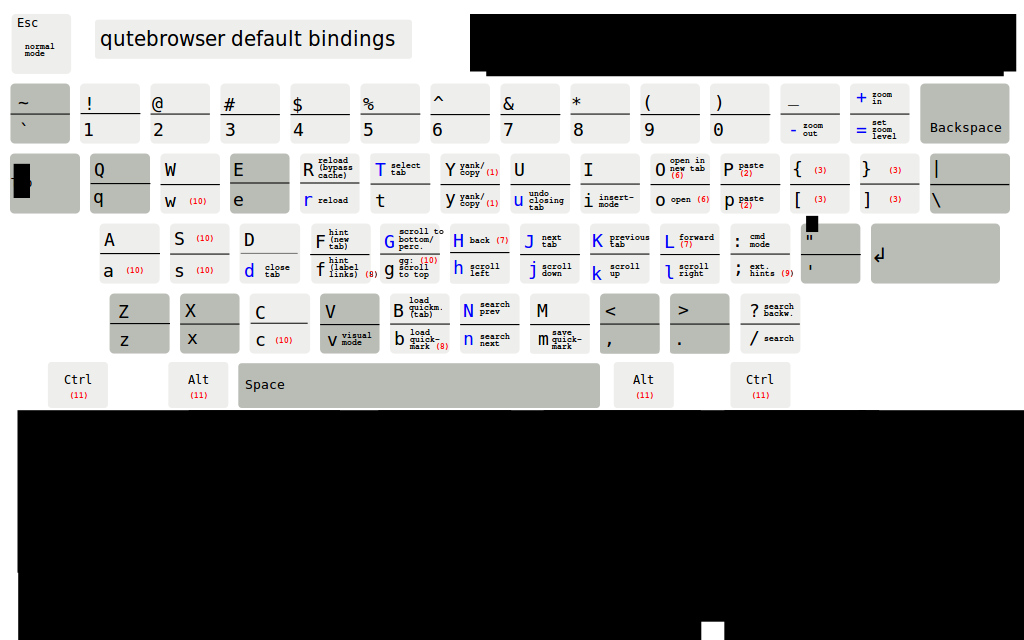 Esc
normal
mode
qutebrowser default bindings
~ ! @ # $ % ^ & * ( ) _ + zoom in
` 1 2 3 4 5 6 7 8 9 0 - zoom out = set zoom level Backspace
Q W E R reload (bypass cache) T select tab Y yank/ copy (1) U I O open in new tab (6) P paste (2) { (3) } (3) |
q w (10) e r reload t y yank/ copy (1) u undo closing tab i insert- mode o open (6) p paste (2) [ (3) ] (3) \
A S (10) D F hint (new tab) G scroll to bottom/ perc. (10) H back (7) J next tab K previous tab L forward (7) : cmd mode " ↲
a (10) s (10) d close tab f hint (label links) (8) g gg: scroll to top h scroll left j scroll down k scroll up l scroll right ; ext. hints (9) '
Z X C V B load quickm. (tab) N search prev M < > ? search backw.
z x c (10) v visual mode b load quick- mark (8) n search next m save quick- mark , . / search
Ctrl Alt Space Alt Ctrl
(11) (11) (11) (11)